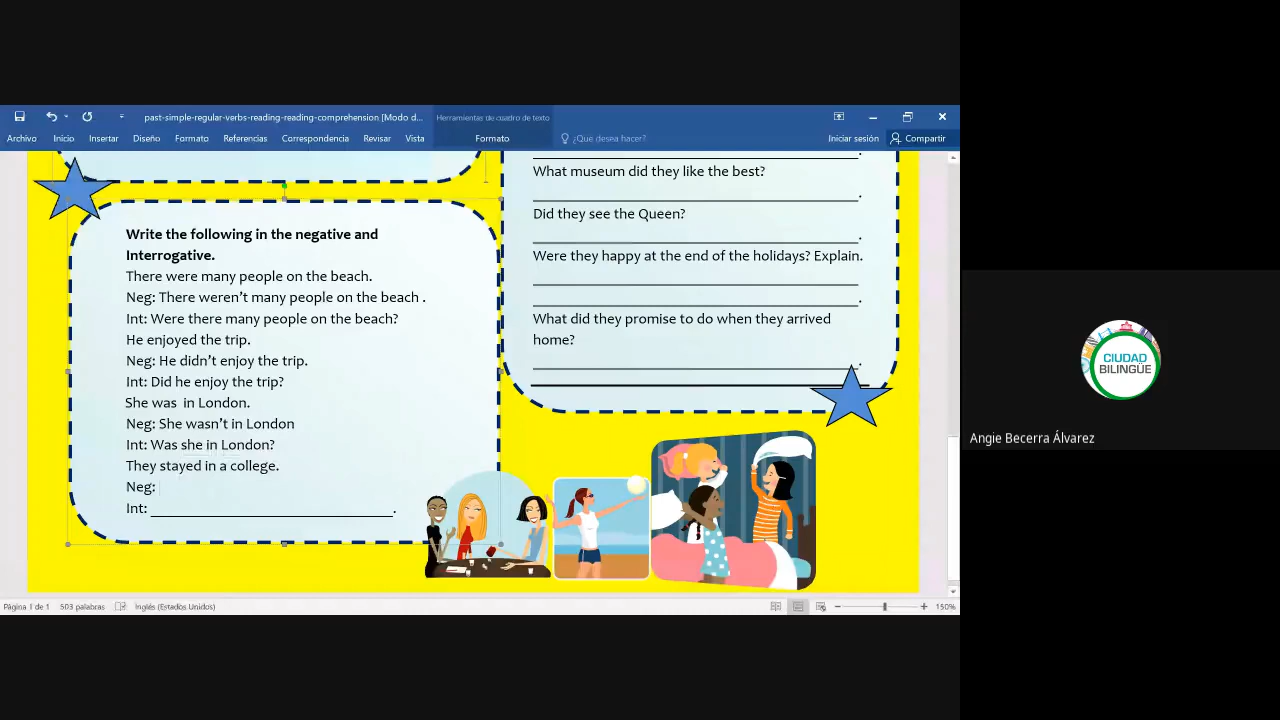 past-simple-regular-verbs-reading-reading-comprehension [Modo d...
Herramientas de cuadro de texto
Archivo Inicio Insertar Diseño Formato Referencias Correspondencia Revisar Vista Formato ¿Qué desea hacer? Iniciar sesión Compartir
Write the following in the negative and
Interrogative.
There were many people on the beach.
Neg: There weren't many people on the beach .
Int: Were there many people on the beach?
He enjoyed the trip.
Neg: He didn't enjoy the trip.
Int: Did he enjoy the trip?
She was in London.
Neg: She wasn't in London
Int: Was she in London?
They stayed in a college.
Neg:
Int: ______________________________.
______________________________.
What museum did they like the best?
______________________________.
Did they see the Queen?
______________________________.
Were they happy at the end of the holidays? Explain.
______________________________
______________________________.
What did they promise to do when they arrived
home?
______________________________.
Página 1 de 1 503 palabras Inglés (Estados Unidos) 150%
CIUDAD
BILINGÜE
Angie Becerra Álvarez